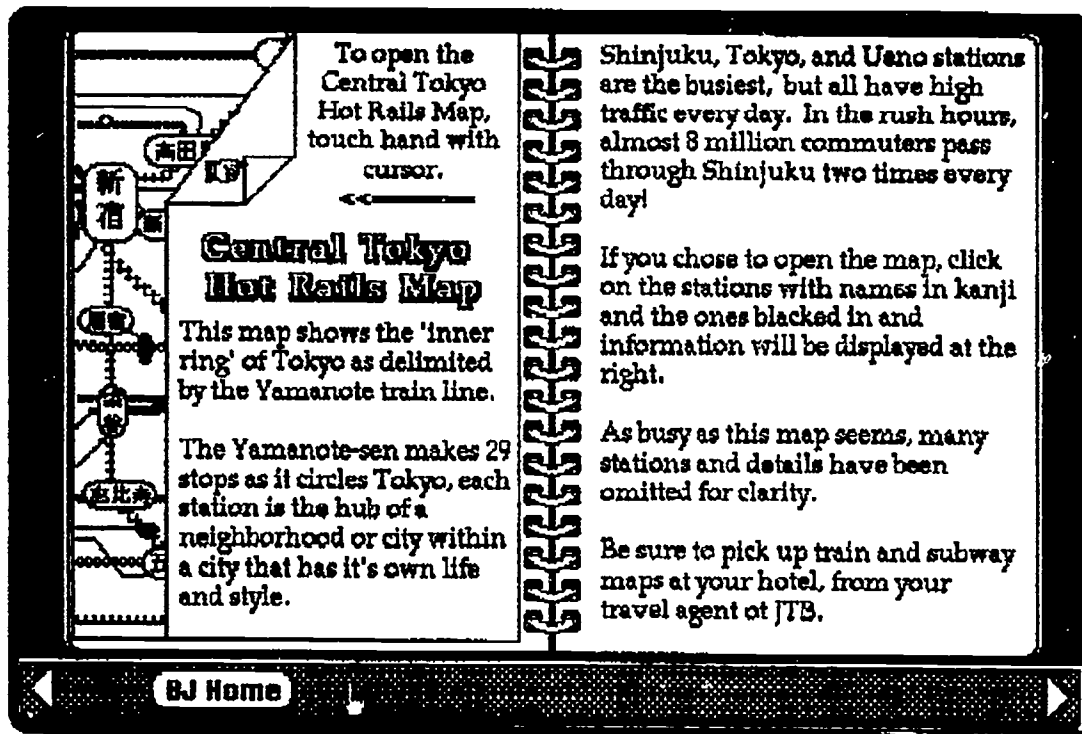 To open the
Central Tokyo
Hot Rails Map,
touch hand with
cursor.
高田
新
宿
Central Tokyo
Hot Rails Map
This map shows the 'inner
ring' of Tokyo as delimited
by the Yamanote train line.
The Yamanote-sen makes 29
stops as it circles Tokyo, each
station is the hub of a
neighborhood or city within
a city that has it's own life
and style.
恵比寿
Shinjuku, Tokyo, and Ueno stations
are the busiest, but all have high
traffic every day. In the rush hours,
almost 8 million commuters pass
through Shinjuku two times every
day!
If you chose to open the map, click
on the stations with names in kanji
and the ones blacked in and
information will be displayed at the
right.
As busy as this map seems, many
stations and details have been
omitted for clarity.
Be sure to pick up train and subway
maps at your hotel, from your
travel agent ot JTB.
BJ Home